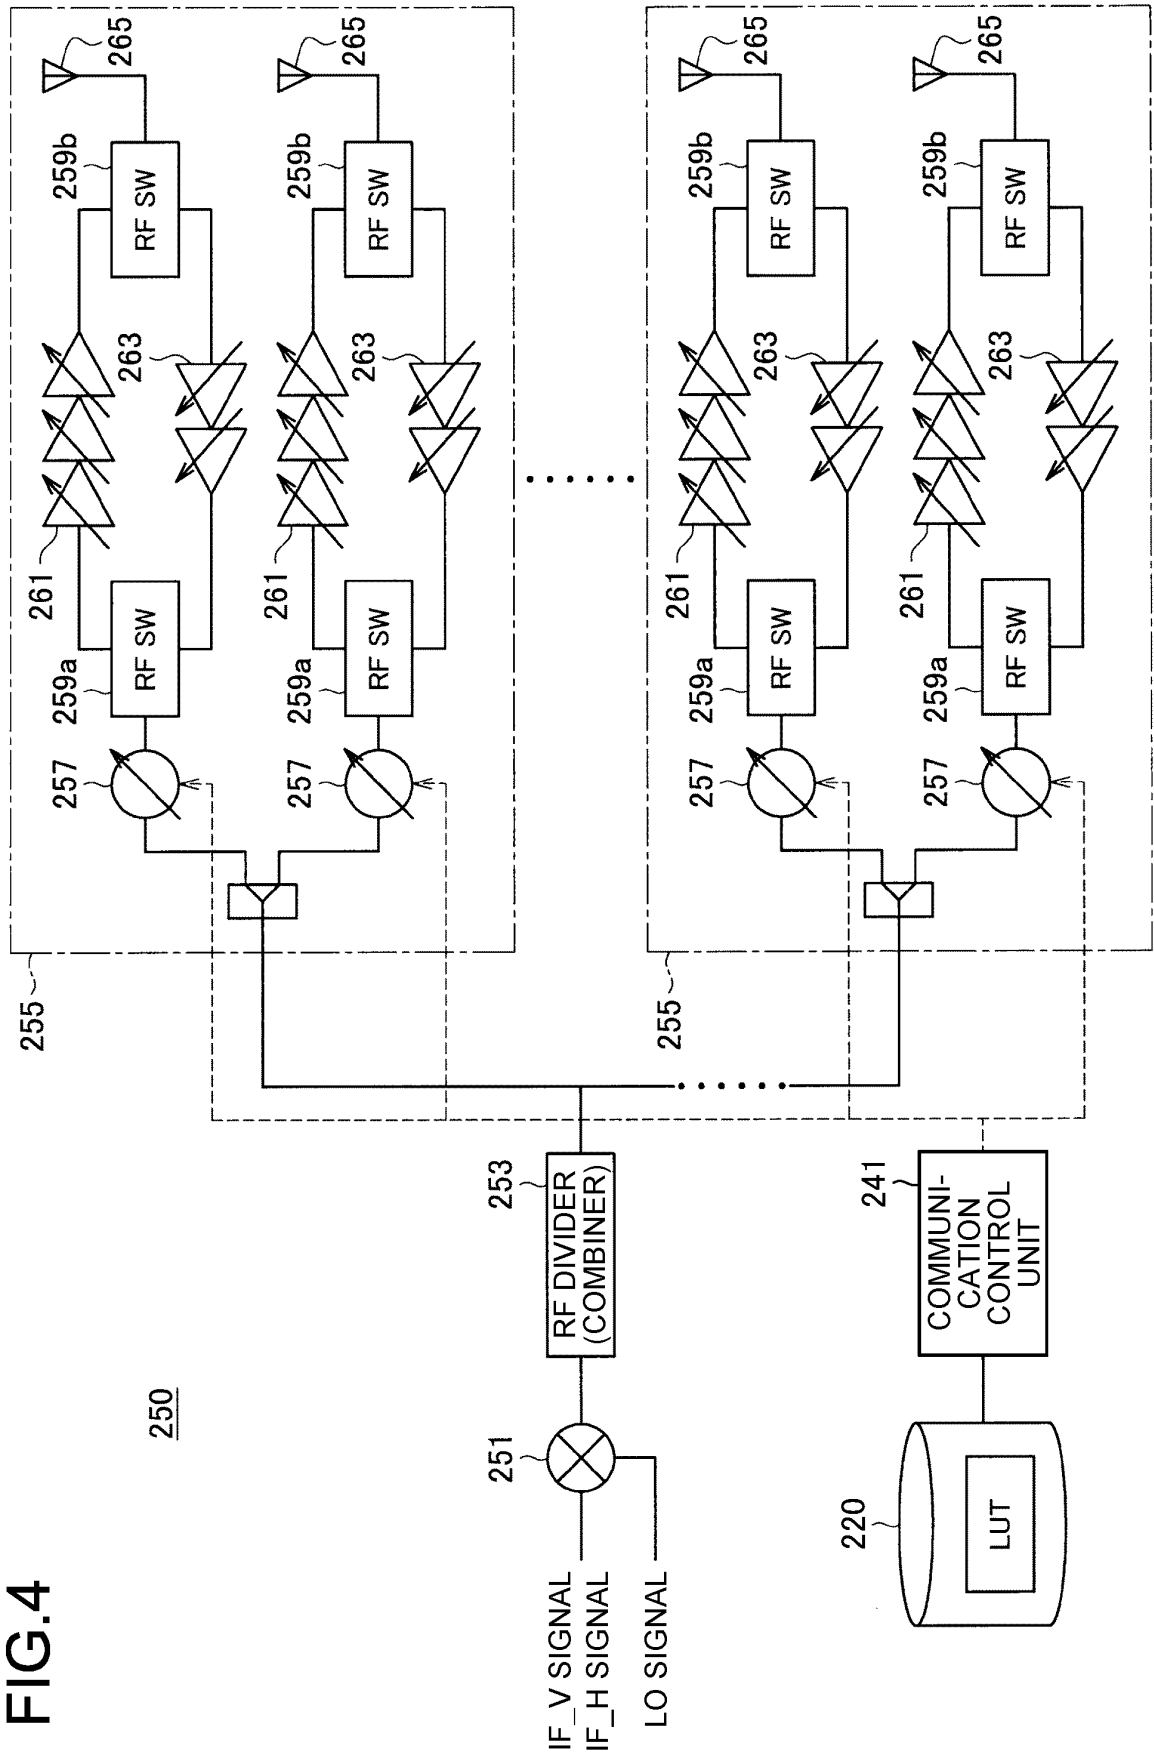 FIG.4
250
IF_V SIGNAL
IF_H SIGNAL
LO SIGNAL
251
253
RF DIVIDER
(COMBINER)
220
LUT
241
COMMUNI-
CATION
CONTROL
UNIT
255
257
259a
RF SW
261
263
259b
RF SW
265
257
259a
RF SW
261
263
259b
RF SW
265
255
257
259a
RF SW
261
263
259b
RF SW
265
257
259a
RF SW
261
263
259b
RF SW
265